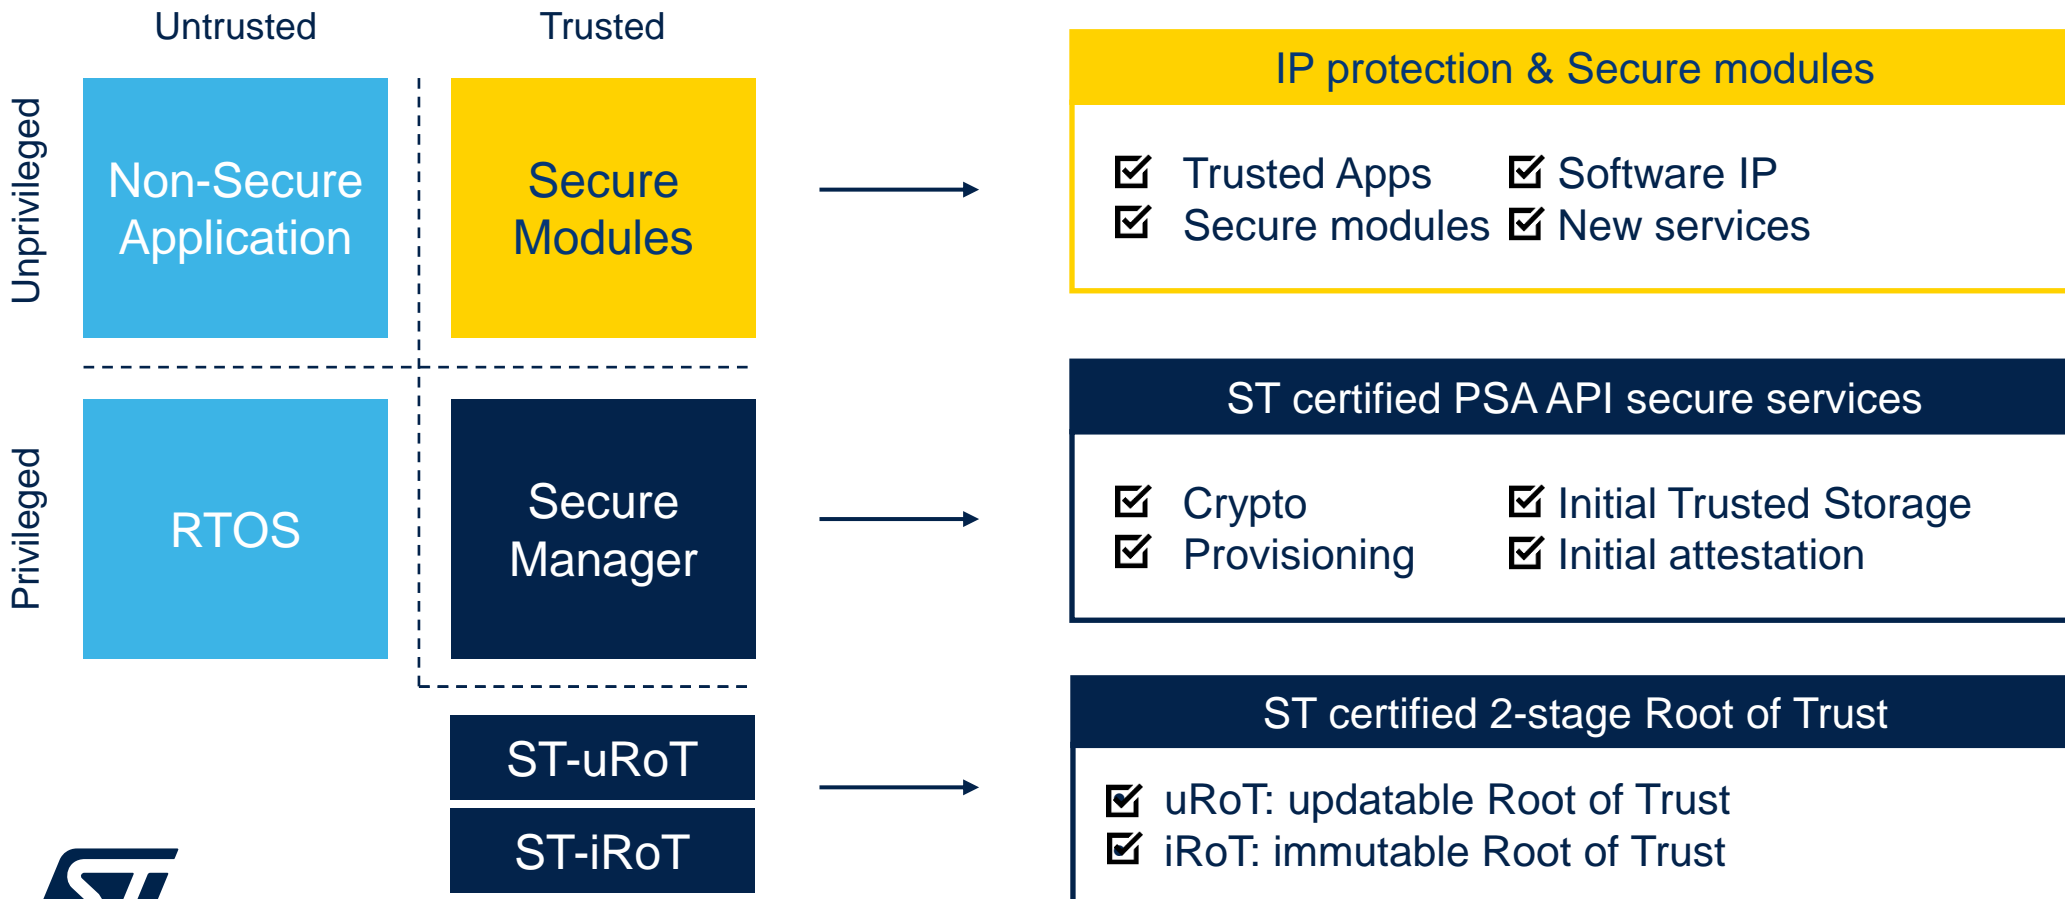 Untrusted
Trusted
Unprivileged
Non-Secure
Application
Secure
Modules
IP protection & Secure modules
Trusted Apps
Software IP
Secure modules
New services
Privileged
RTOS
Secure
Manager
ST certified PSA API secure services
Crypto
Initial Trusted Storage
Provisioning
Initial attestation
ST-uRoT
ST-iRoT
ST certified 2-stage Root of Trust
uRoT: updatable Root of Trust
iRoT: immutable Root of Trust
ST